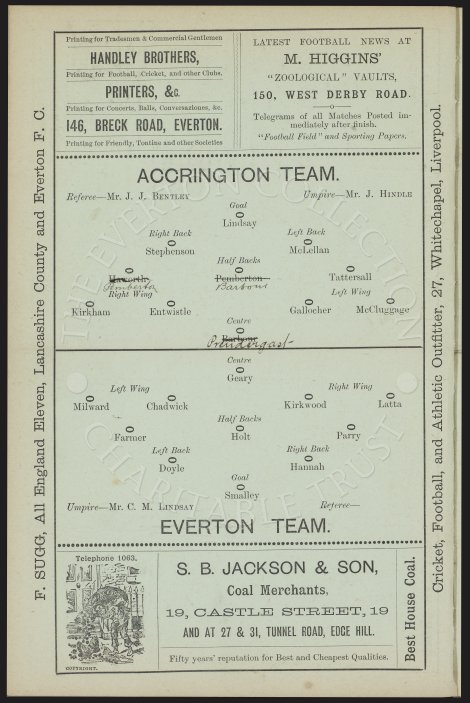 Printing for Tradesmen & Commercial Gentlemen
HANDLEY BROTHERS,
Printing for Football, Cricket, and other Clubs.
PRINTERS, &c.
Printing for Concerts, Balls, Conversaziones, &c.
146, BRECK ROAD, EVERTON.
Printing for Friendly, Tontine and other Societies
LATEST FOOTBALL NEWS AT
M. HIGGINS'
"ZOOLOGICAL" VAULTS,
150, WEST DERBY ROAD.
Telegrams of all Matches Posted im-
mediately after finish.
"Football Field" and Sporting Papers.
F. SUGG, All England Eleven, Lancashire County and Everton F. C.
ACCRINGTON TEAM.
Referee—MR. J. J. BENTLEY Umpire—MR. J. HINDLE
Goal
Lindsay
Right Back Left Back
Stephenson McLellan
Half Backs
Haworth Pemberton Tattersall
Pemberton Barbour
Right Wing Left Wing
Kirkham Entwistle Gallocher McCluggage
Centre
Barbour
Prendergast
Centre
Geary
Left Wing Right Wing
Milward Chadwick Kirkwood Latta
Half Backs
Farmer Holt Parry
Left Back Right Back
Doyle Hannah
Goal
Smalley
Umpire—MR. C. M. LINDSAY Referee—
EVERTON TEAM.
Cricket, Football, and Athletic Outfitter, 27, Whitechapel, Liverpool.
Telephone 1063.
COPYRIGHT.
S. B. JACKSON & SON,
Coal Merchants,
19, CASTLE STREET, 19
AND AT 27 & 31, TUNNEL ROAD, EDGE HILL.
Fifty years' reputation for Best and Cheapest Qualities.
Best House Coal.
THE EVERTON COLLECTION
CHARITABLE TRUST